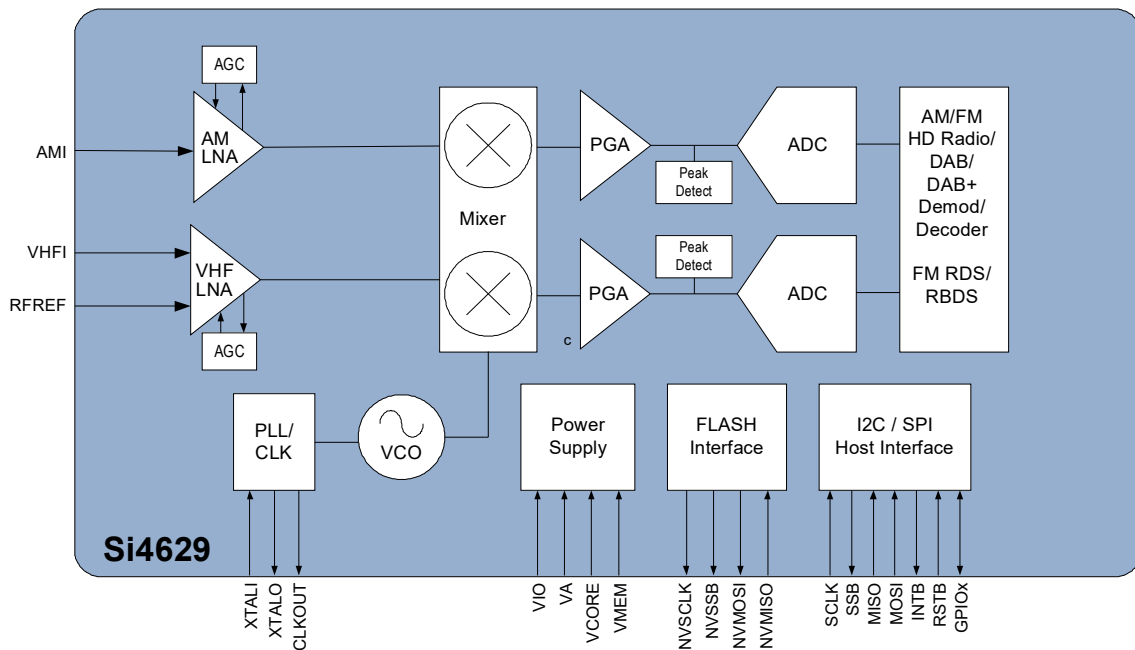 AGC
AMI
AM
LNA
PGA
Peak
Detect
ADC
AM/FM
HD Radio/
DAB/
DAB+
Demod/
Decoder
FM RDS/
RBDS
Mixer
VHFI
RFREF
VHF
LNA
AGC
PGA
c
Peak
Detect
ADC
PLL/
CLK
VCO
Power
Supply
FLASH
Interface
I2C / SPI
Host Interface
Si4629
XTALI
XTALO
CLKOUT
VIO
VA
VCORE
VMEM
NVSCLK
NVSSB
NVMOSI
NVMISO
SCLK
SSB
MISO
MOSI
INTB
RSTB
GPIOx